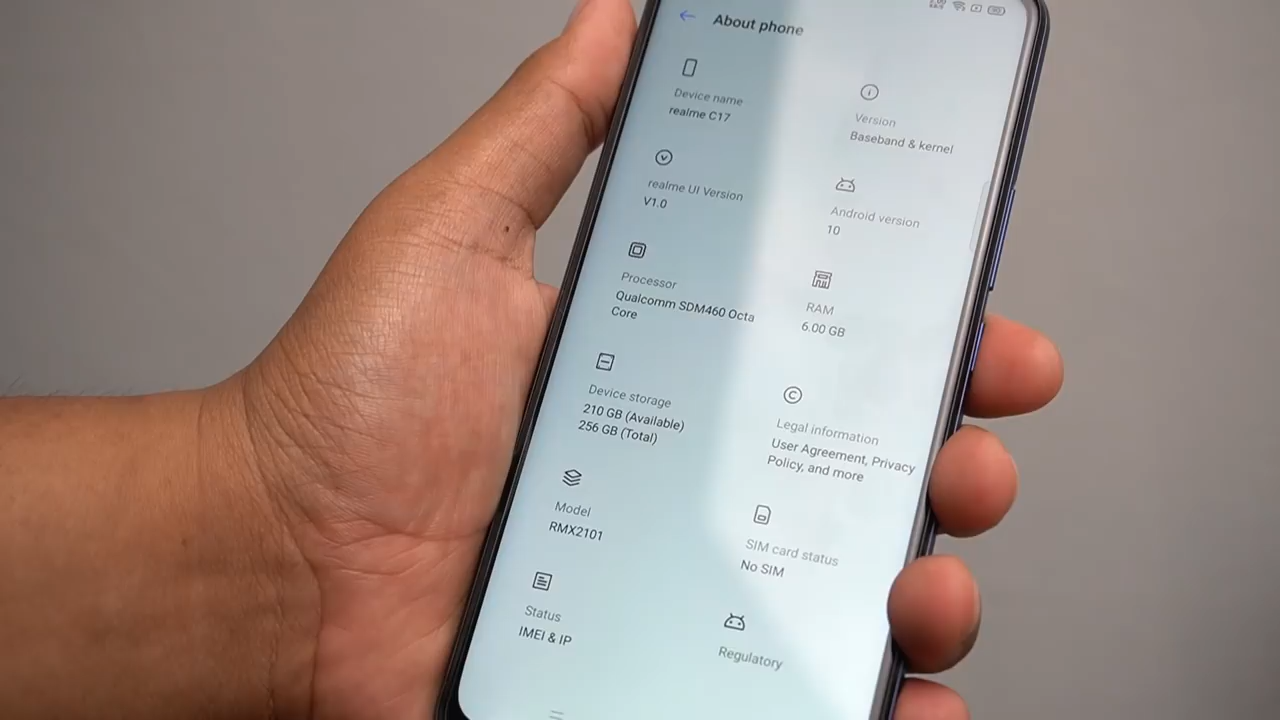 About phone
Device name
realme C17
Version
Baseband & kernel
realme UI Version
V1.0
Android version
10
Processor
Qualcomm SDM460 Octa
Core
RAM
6.00 GB
Device storage
210 GB (Available)
256 GB (Total)
Legal information
User Agreement, Privacy
Policy, and more
Model
RMX2101
SIM card status
No SIM
Status
IMEI & IP
Regulatory